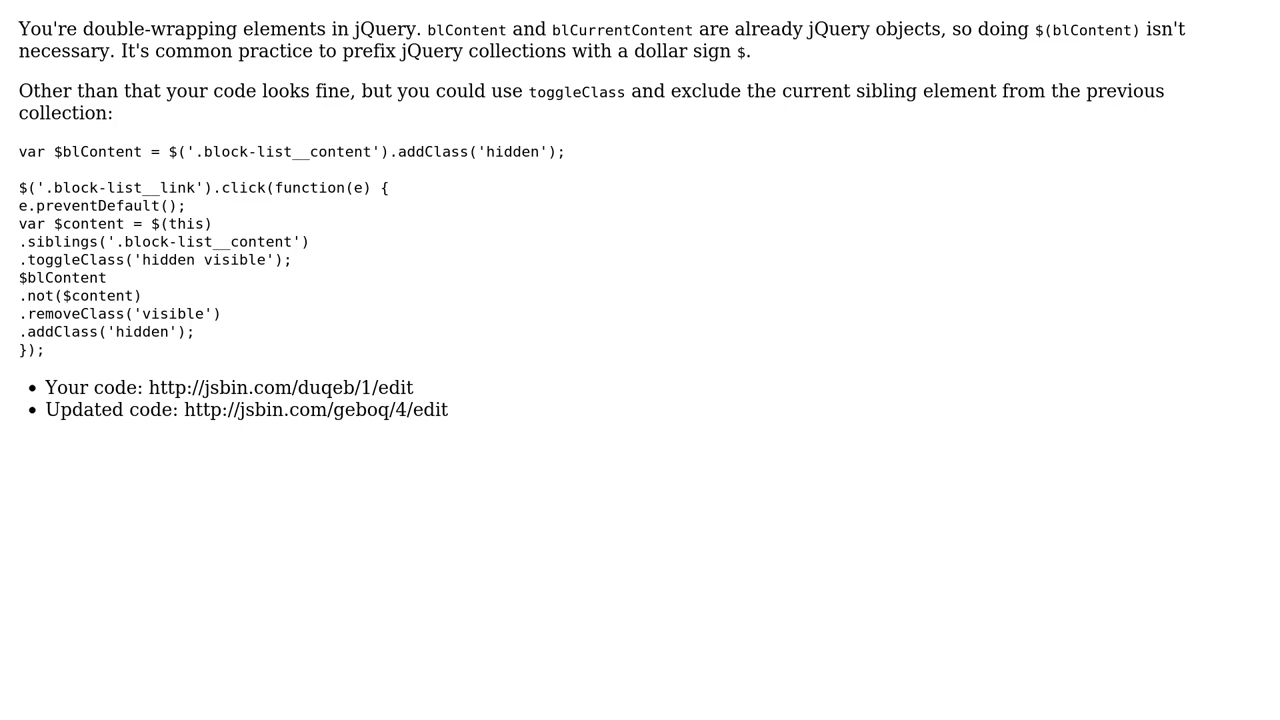 You're double-wrapping elements in jQuery. blContent and blCurrentContent are already jQuery objects, so doing $(blContent) isn't
necessary. It's common practice to prefix jQuery collections with a dollar sign $.
Other than that your code looks fine, but you could use toggleClass and exclude the current sibling element from the previous
collection:
var $blContent = $('.block-list__content').addClass('hidden');
$('.block-list__link').click(function(e) {
e.preventDefault();
var $content = $(this)
.siblings('.block-list__content')
.toggleClass('hidden visible');
$blContent
.not($content)
.removeClass('visible')
.addClass('hidden');
});
• Your code: http://jsbin.com/duqeb/1/edit
• Updated code: http://jsbin.com/geboq/4/edit